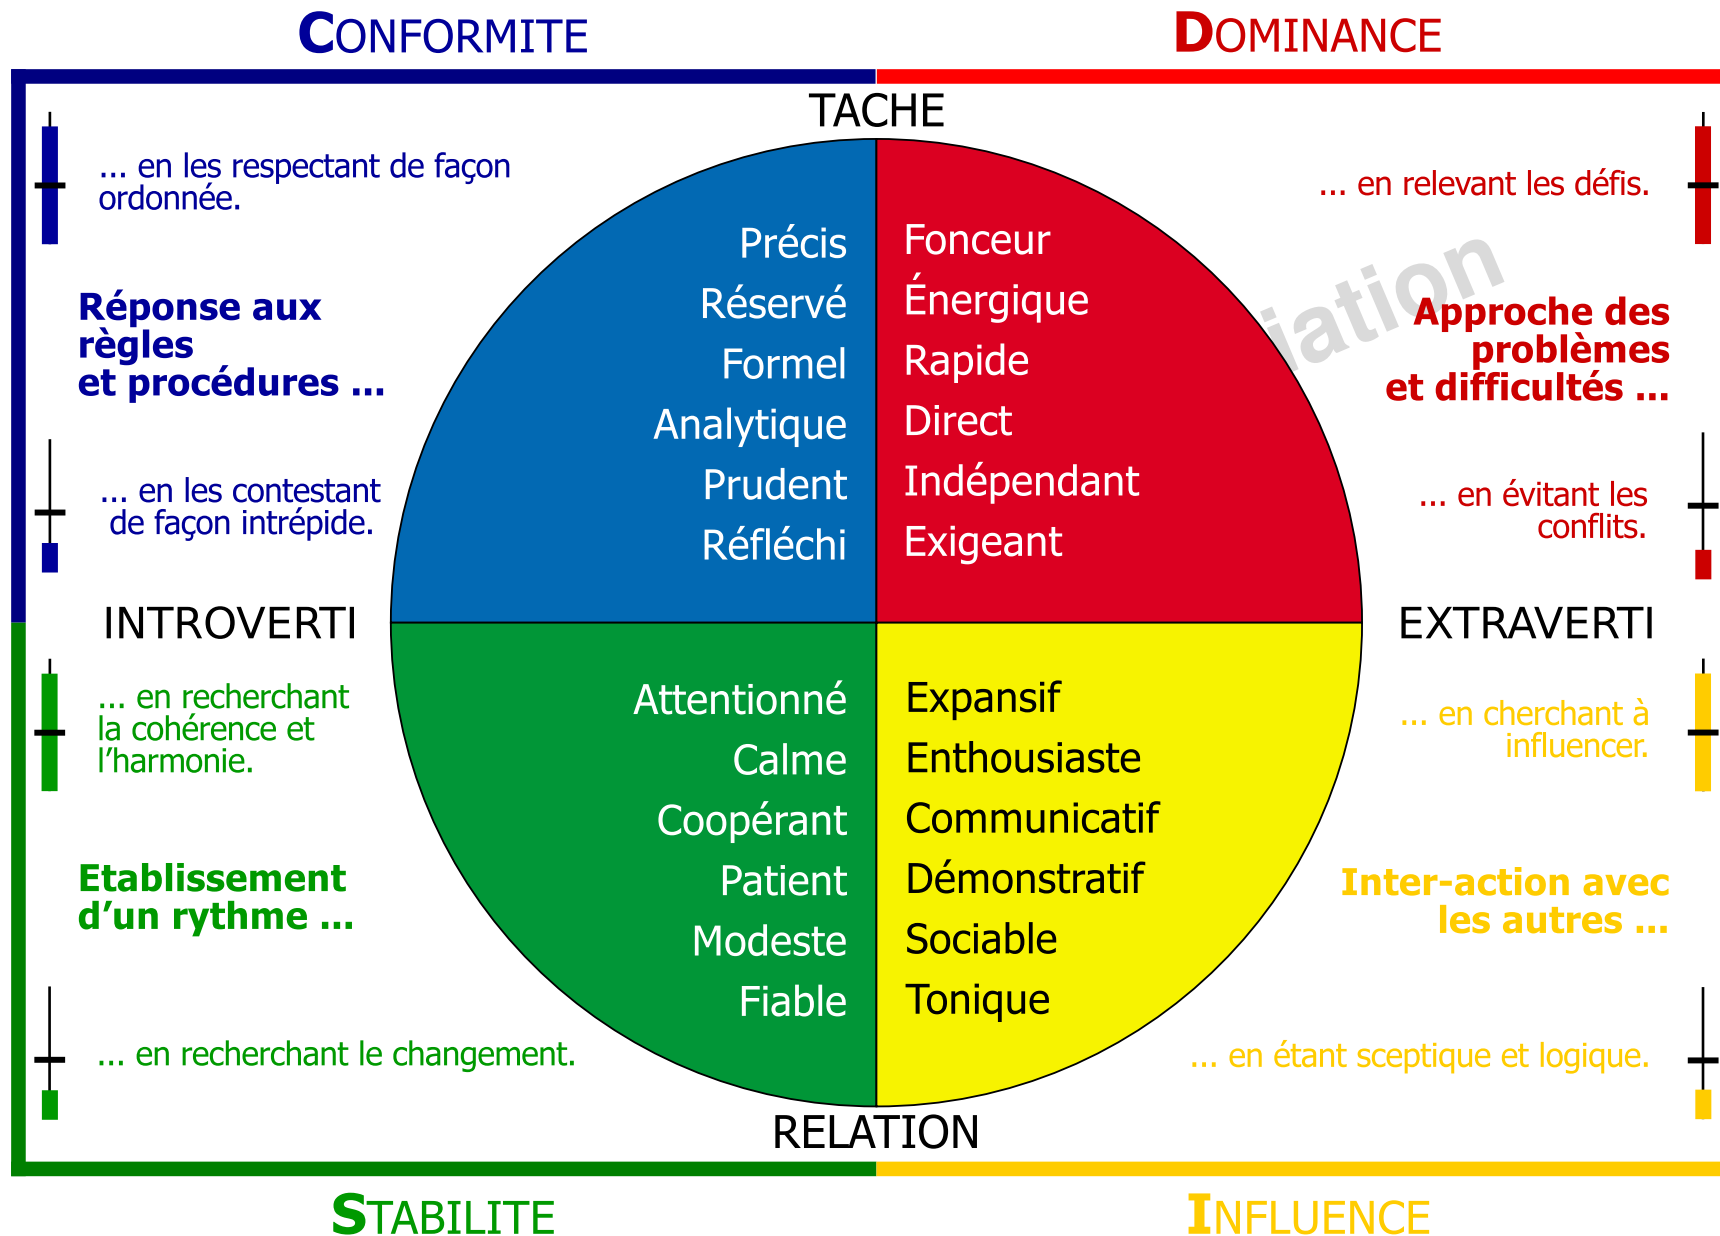 CONFORMITE
DOMINANCE
TACHE
... en les respectant de façon
ordonnée.
... en relevant les défis.
Réponse aux
règles
et procédures ...
Approche des
problèmes
et difficultés ...
... en les contestant
de façon intrépide.
... en évitant les
conflits.
Précis
Réservé
Formel
Analytique
Prudent
Réfléchi
Fonceur
Énergique
Rapide
Direct
Indépendant
Exigeant
INTROVERTI
EXTRAVERTI
... en recherchant
la cohérence et
l’harmonie.
... en cherchant à
influencer.
Attentionné
Calme
Coopérant
Patient
Modeste
Fiable
Expansif
Enthousiaste
Communicatif
Démonstratif
Sociable
Tonique
Etablissement
d’un rythme ...
Inter-action avec
les autres ...
... en recherchant le changement.
... en étant sceptique et logique.
RELATION
STABILITE
INFLUENCE